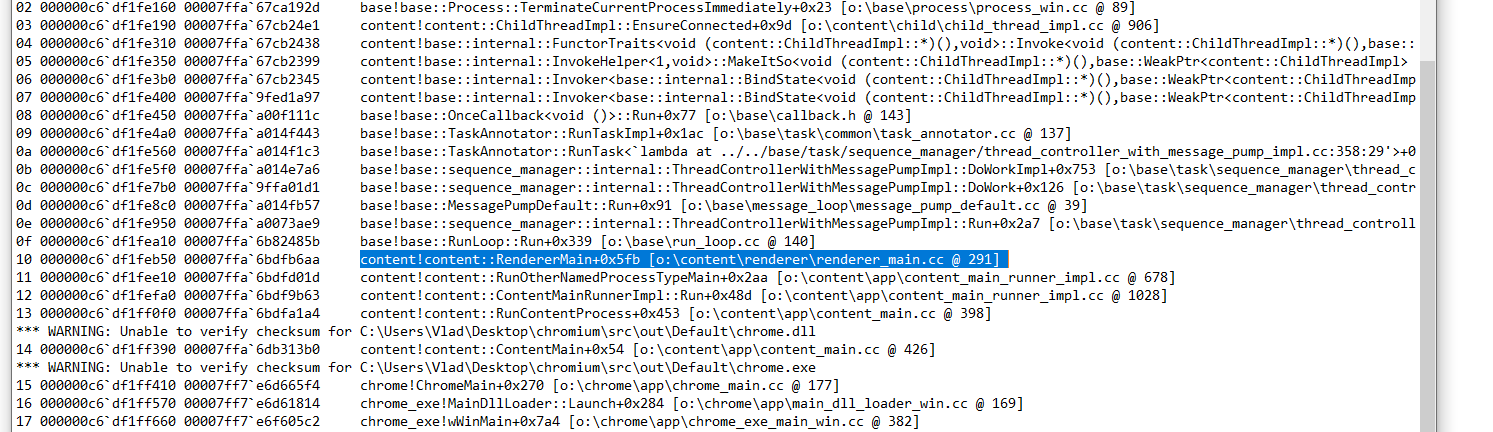 02 000000c6`df1fe160 00007ffa`67ca192d base!base::Process::TerminateCurrentProcessImmediately+0x23 [o:\base\process\process_win.cc @ 89]
03 000000c6`df1fe190 00007ffa`67cb24e1 content!content::ChildThreadImpl::EnsureConnected+0x9d [o:\content\child\child_thread_impl.cc @ 906]
04 000000c6`df1fe310 00007ffa`67cb2438 content!base::internal::FunctorTraits<void (content::ChildThreadImpl::*)(),void>::Invoke<void (content::ChildThreadImpl::*)(),base::
05 000000c6`df1fe350 00007ffa`67cb2399 content!base::internal::InvokeHelper<1,void>::MakeItSo<void (content::ChildThreadImpl::*)(),base::WeakPtr<content::ChildThreadImpl>
06 000000c6`df1fe3b0 00007ffa`67cb2345 content!base::internal::Invoker<base::internal::BindState<void (content::ChildThreadImpl::*)(),base::WeakPtr<content::ChildThreadImp
07 000000c6`df1fe400 00007ffa`9fed1a97 content!base::internal::Invoker<base::internal::BindState<void (content::ChildThreadImpl::*)(),base::WeakPtr<content::ChildThreadImp
08 000000c6`df1fe450 00007ffa`a00f111c base!base::OnceCallback<void ()>::Run+0x77 [o:\base\callback.h @ 143]
09 000000c6`df1fe4a0 00007ffa`a014f443 base!base::TaskAnnotator::RunTaskImpl+0x1ac [o:\base\task\common\task_annotator.cc @ 137]
0a 000000c6`df1fe560 00007ffa`a014f1c3 base!base::TaskAnnotator::RunTask<`lambda at ../../base/task/sequence_manager/thread_controller_with_message_pump_impl.cc:358:29'>+0
0b 000000c6`df1fe5f0 00007ffa`a014e7a6 base!base::sequence_manager::internal::ThreadControllerWithMessagePumpImpl::DoWorkImpl+0x753 [o:\base\task\sequence_manager\thread_c
0c 000000c6`df1fe7b0 00007ffa`9ffa01d1 base!base::sequence_manager::internal::ThreadControllerWithMessagePumpImpl::DoWork+0x126 [o:\base\task\sequence_manager\thread_contr
0d 000000c6`df1fe8c0 00007ffa`a014fb57 base!base::MessagePumpDefault::Run+0x91 [o:\base\message_loop\message_pump_default.cc @ 39]
0e 000000c6`df1fe950 00007ffa`a0073ae9 base!base::sequence_manager::internal::ThreadControllerWithMessagePumpImpl::Run+0x2a7 [o:\base\task\sequence_manager\thread_controll
0f 000000c6`df1fea10 00007ffa`6b82485b base!base::RunLoop::Run+0x339 [o:\base\run_loop.cc @ 140]
10 000000c6`df1feb50 00007ffa`6bdfb6aa content!content::RendererMain+0x5fb [o:\content\renderer\renderer_main.cc @ 291]
11 000000c6`df1fee10 00007ffa`6bdfd01d content!content::RunOtherNamedProcessTypeMain+0x2aa [o:\content\app\content_main_runner_impl.cc @ 678]
12 000000c6`df1fefa0 00007ffa`6bdf9b63 content!content::ContentMainRunnerImpl::Run+0x48d [o:\content\app\content_main_runner_impl.cc @ 1028]
13 000000c6`df1ff0f0 00007ffa`6bdfa1a4 content!content::RunContentProcess+0x453 [o:\content\app\content_main.cc @ 398]
*** WARNING: Unable to verify checksum for C:\Users\Vlad\Desktop\chromium\src\out\Default\chrome.dll
14 000000c6`df1ff390 00007ffa`6db313b0 content!content::ContentMain+0x54 [o:\content\app\content_main.cc @ 426]
*** WARNING: Unable to verify checksum for C:\Users\Vlad\Desktop\chromium\src\out\Default\chrome.exe
15 000000c6`df1ff410 00007ff7`e6d665f4 chrome!ChromeMain+0x270 [o:\chrome\app\chrome_main.cc @ 177]
16 000000c6`df1ff570 00007ff7`e6d61814 chrome_exe!MainDllLoader::Launch+0x284 [o:\chrome\app\main_dll_loader_win.cc @ 169]
17 000000c6`df1ff660 00007ff7`e6f605c2 chrome_exe!wWinMain+0x7a4 [o:\chrome\app\chrome_exe_main_win.cc @ 382]